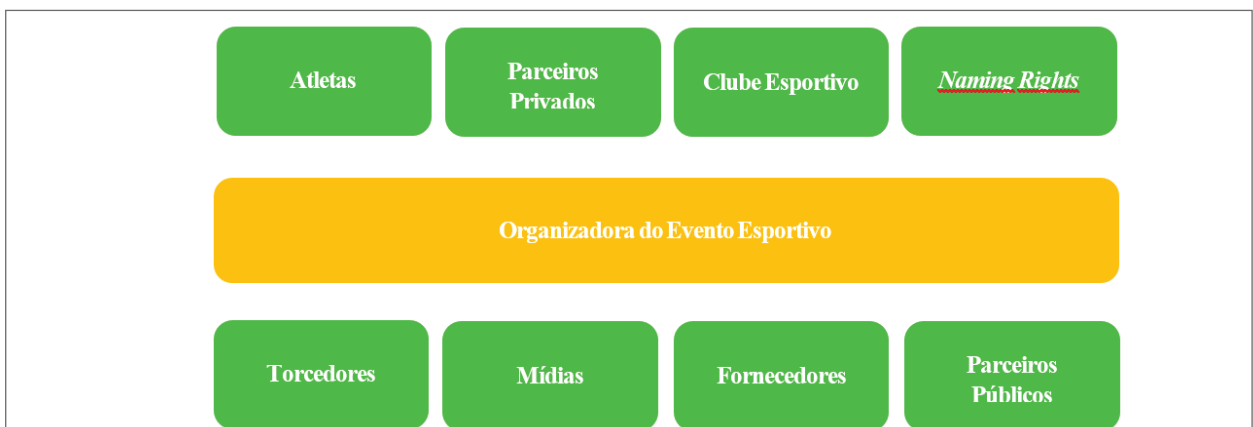 Atletas
Parceiros
Privados
Clube Esportivo
Naming Rights
Organizadora do Evento Esportivo
Torcedores
Mídias
Fornecedores
Parceiros
Públicos